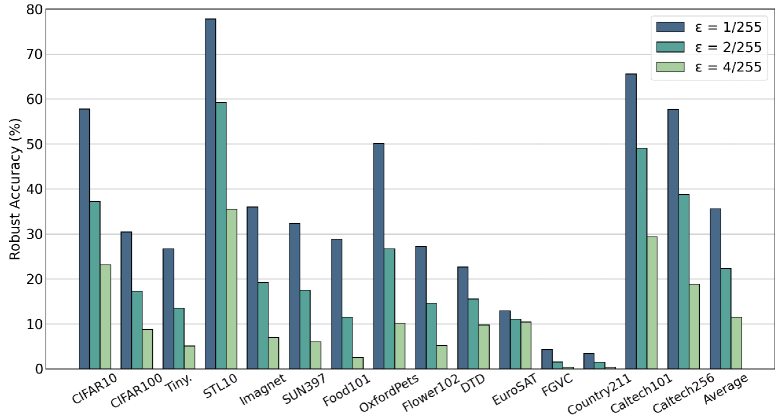 Robust Accuracy (%)
80
70
60
50
40
30
20
10
0
ε = 1/255
ε = 2/255
ε = 4/255
CIFAR10
CIFAR100
Tiny.
STL10
Imagnet
SUN397
Food101
OxfordPets
Flower102
DTD
EuroSAT
FGVC
Country211
Caltech101
Caltech256
Average